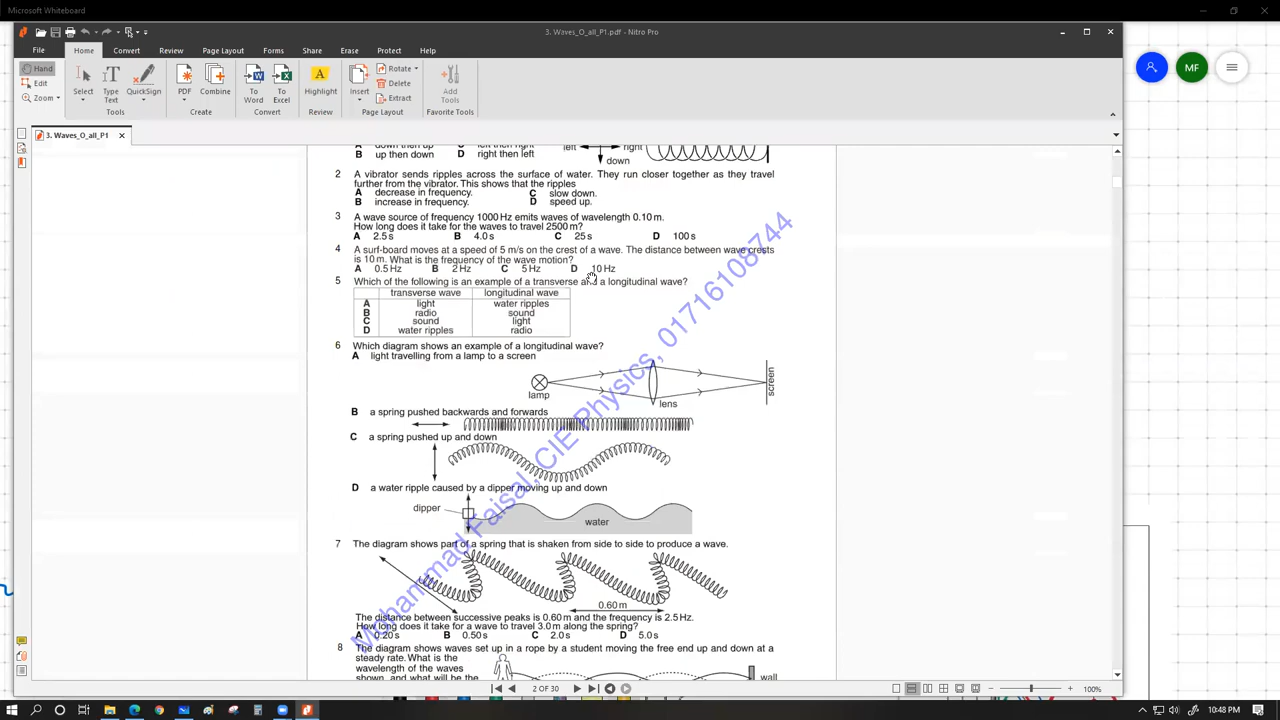 Microsoft Whiteboard
3. Waves_O_all_P1.pdf - Nitro Pro
File Home Convert Review Page Layout Forms Share Erase Protect Help
Hand
Edit
Zoom
Select
Type Text
QuickSign
PDF
Combine
Create
To Word
To Excel
Convert
Highlight
Review
Insert
Rotate
Delete
Extract
Page Layout
Add Tools
Favorite Tools
MF
3. Waves_O_all_P1
B up then down D right then left
left right
down
2 A vibrator sends ripples across the surface of water. They run closer together as they travel
further from the vibrator. This shows that the ripples
A decrease in frequency. C slow down.
B increase in frequency. D speed up.
3 A wave source of frequency 1000 Hz emits waves of wavelength 0.10 m.
How long does it take for the waves to travel 2500 m?
A 2.5 s B 4.0 s C 25 s D 100 s
4 A surf-board moves at a speed of 5 m/s on the crest of a wave. The distance between wave crests
is 10 m. What is the frequency of the wave motion?
A 0.5 Hz B 2 Hz C 5 Hz D 10 Hz
5 Which of the following is an example of a transverse and a longitudinal wave?
transverse wave longitudinal wave
A light water ripples
B radio sound
C sound light
D water ripples radio
6 Which diagram shows an example of a longitudinal wave?
A light travelling from a lamp to a screen
lamp
lens
screen
B a spring pushed backwards and forwards
C a spring pushed up and down
D a water ripple caused by a dipper moving up and down
dipper
water
7 The diagram shows part of a spring that is shaken from side to side to produce a wave.
0.60 m
The distance between successive peaks is 0.60 m and the frequency is 2.5 Hz.
How long does it take for a wave to travel 3.0 m along the spring?
A 0.20 s B 0.50 s C 2.0 s D 5.0 s
8 The diagram shows waves set up in a rope by a student moving the free end up and down at a
steady rate. What is the
wavelength of the waves
shown, and what will be the
wall
Muhammad Faisal, CIE Physics, 01716108744
2 OF 30
100%
10:48 PM